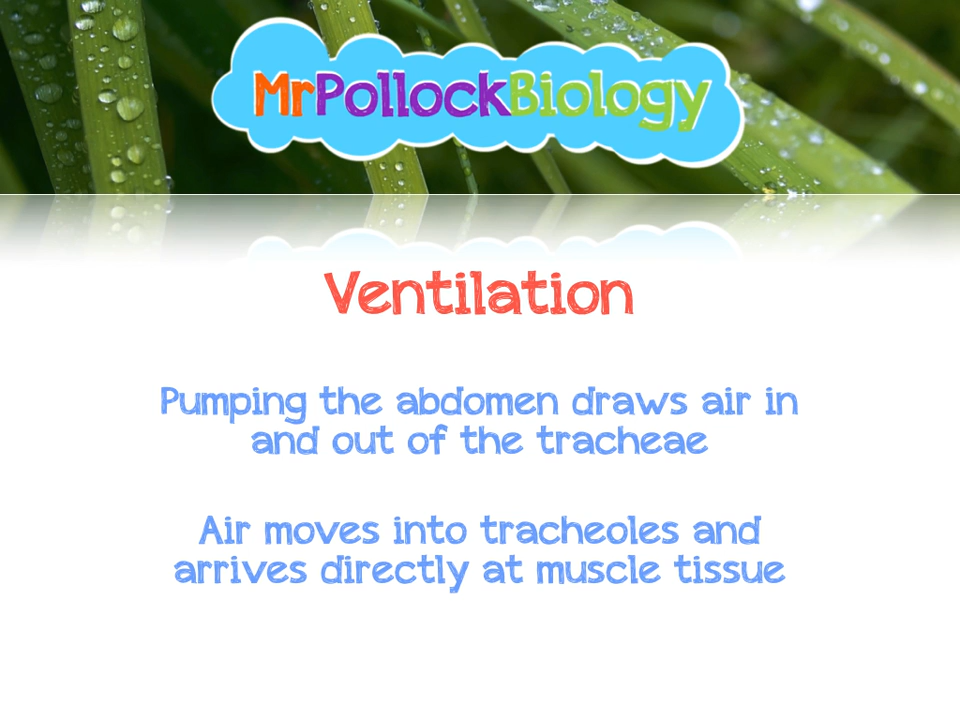 MrPollockBiology
Ventilation
Pumping the abdomen draws air in
and out of the tracheae
Air moves into tracheoles and
arrives directly at muscle tissue